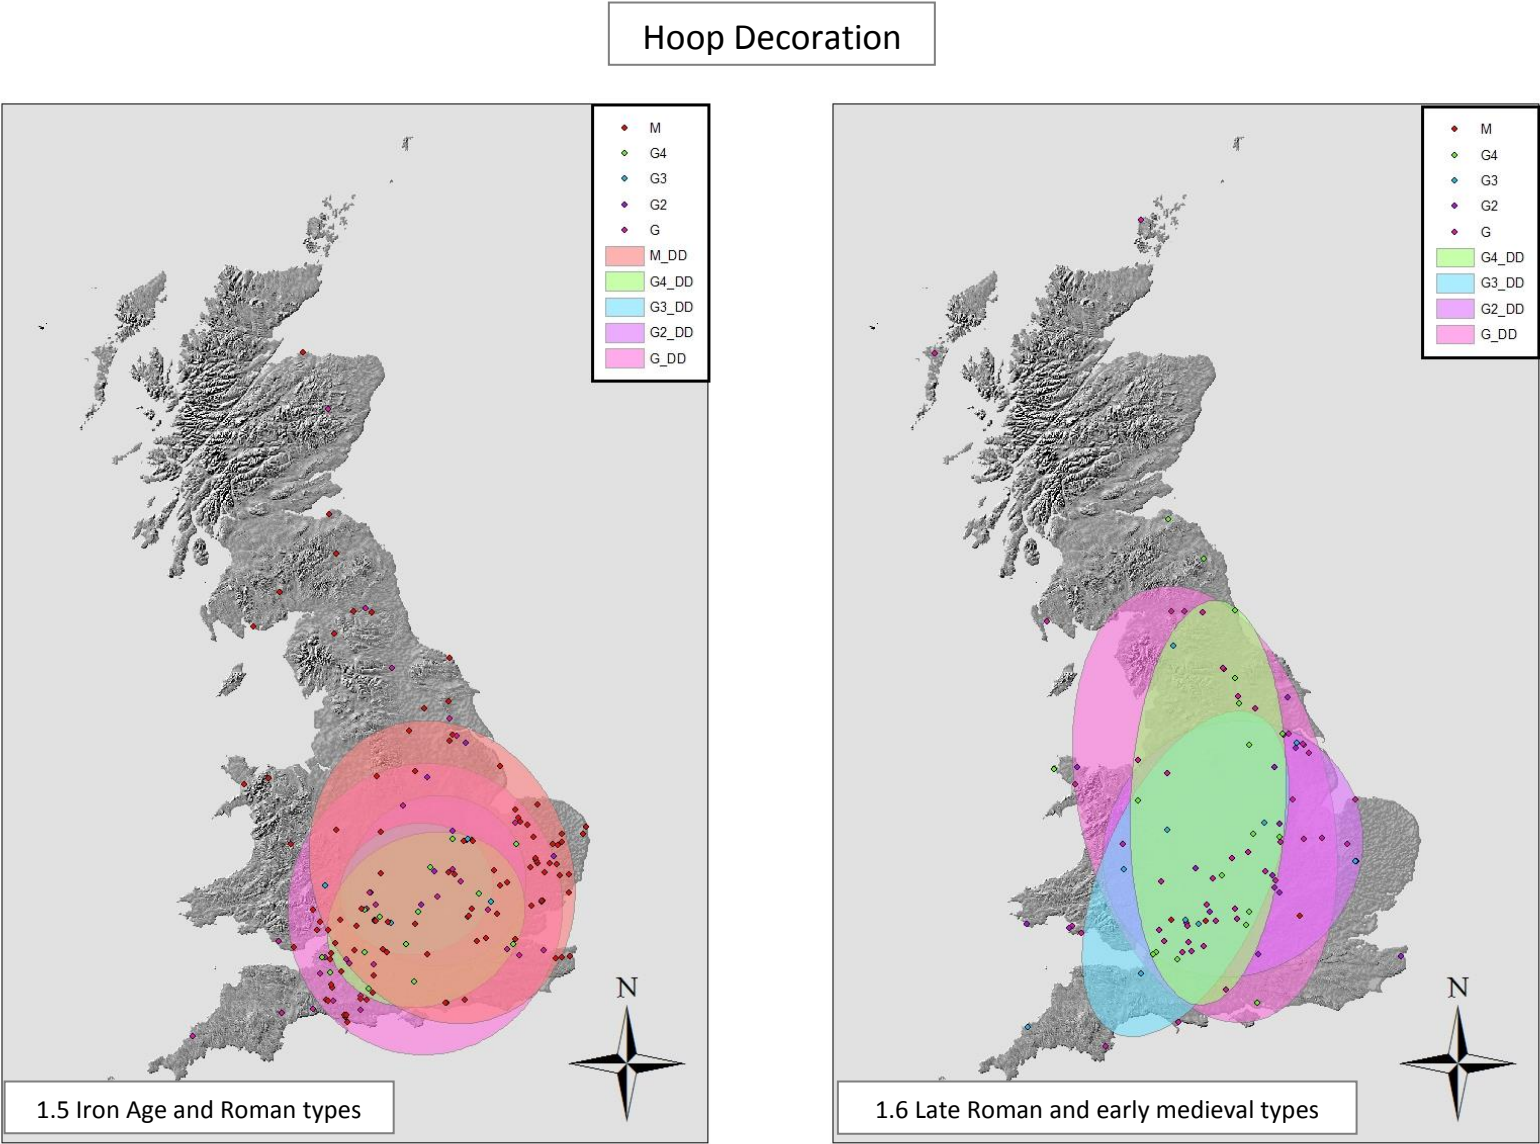 Hoop Decoration
M
G4
G3
G2
G
M_DD
G4_DD
G3_DD
G2_DD
G_DD
N
1.5 Iron Age and Roman types
M
G4
G3
G2
G
G4_DD
G3_DD
G2_DD
G_DD
N
1.6 Late Roman and early medieval types